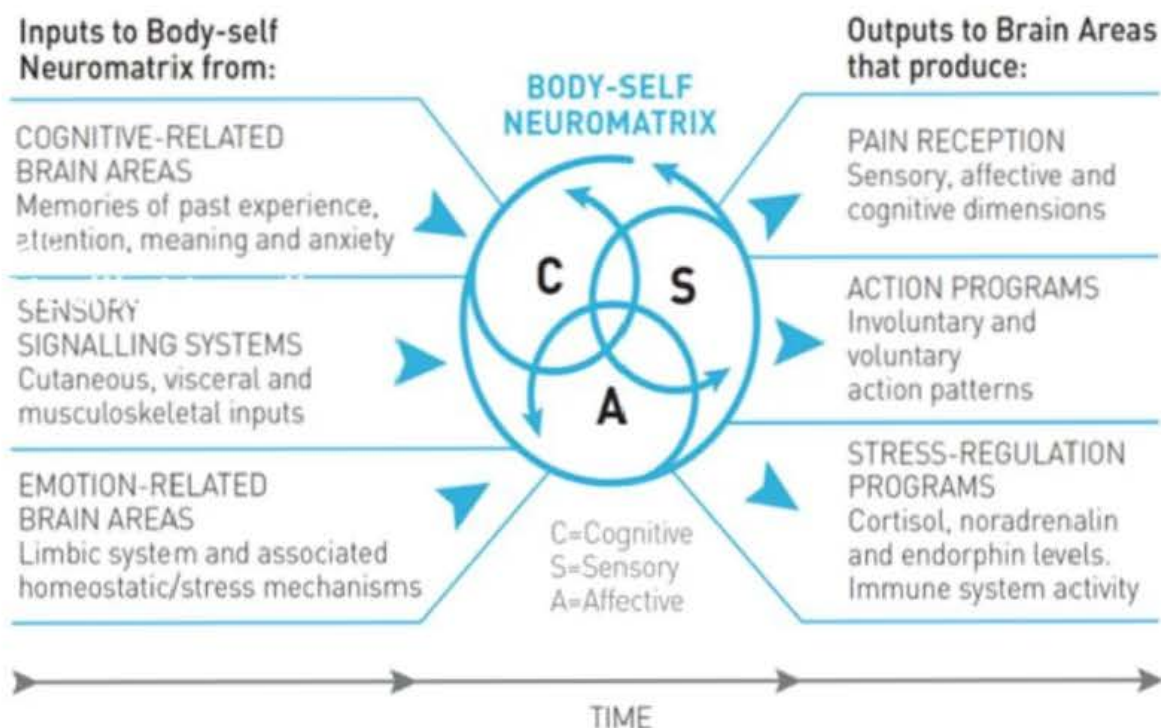 Inputs to Body-self
Neuromatrix from:
COGNITIVE-RELATED
BRAIN AREAS
Memories of past experience,
attention, meaning and anxiety
SENSORY
SIGNALLING SYSTEMS
Cutaneous, visceral and
musculoskeletal inputs
EMOTION-RELATED
BRAIN AREAS
Limbic system and associated
homeostatic/stress mechanisms
BODY-SELF
NEUROMATRIX
C
S
A
C=Cognitive
S=Sensory
A=Affective
Outputs to Brain Areas
that produce:
PAIN RECEPTION
Sensory, affective and
cognitive dimensions
ACTION PROGRAMS
Involuntary and
voluntary
action patterns
STRESS-REGULATION
PROGRAMS
Cortisol, noradrenalin
and endorphin levels.
Immune system activity
TIME